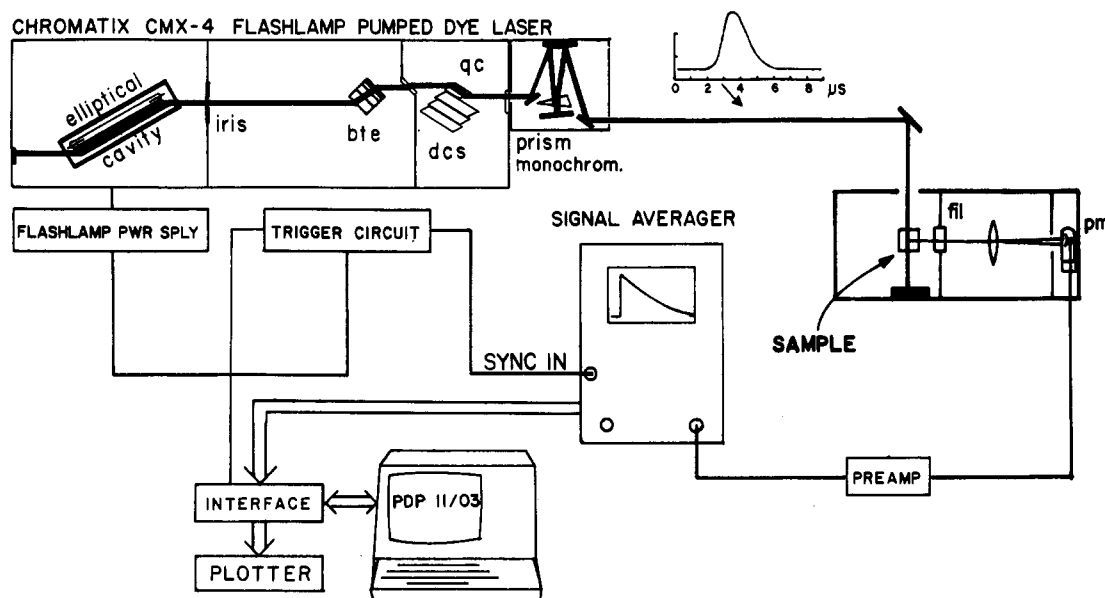 CHROMATIX CMX-4 FLASHLAMP PUMPED DYE LASER
elliptical
cavity
iris
bte
qc
dcs
prism
monochrom.
0 2 4 6 8 μs
FLASHLAMP PWR SPLY
TRIGGER CIRCUIT
SIGNAL AVERAGER
fil
pm
SAMPLE
SYNC IN
PREAMP
INTERFACE
PDP 11/03
PLOTTER